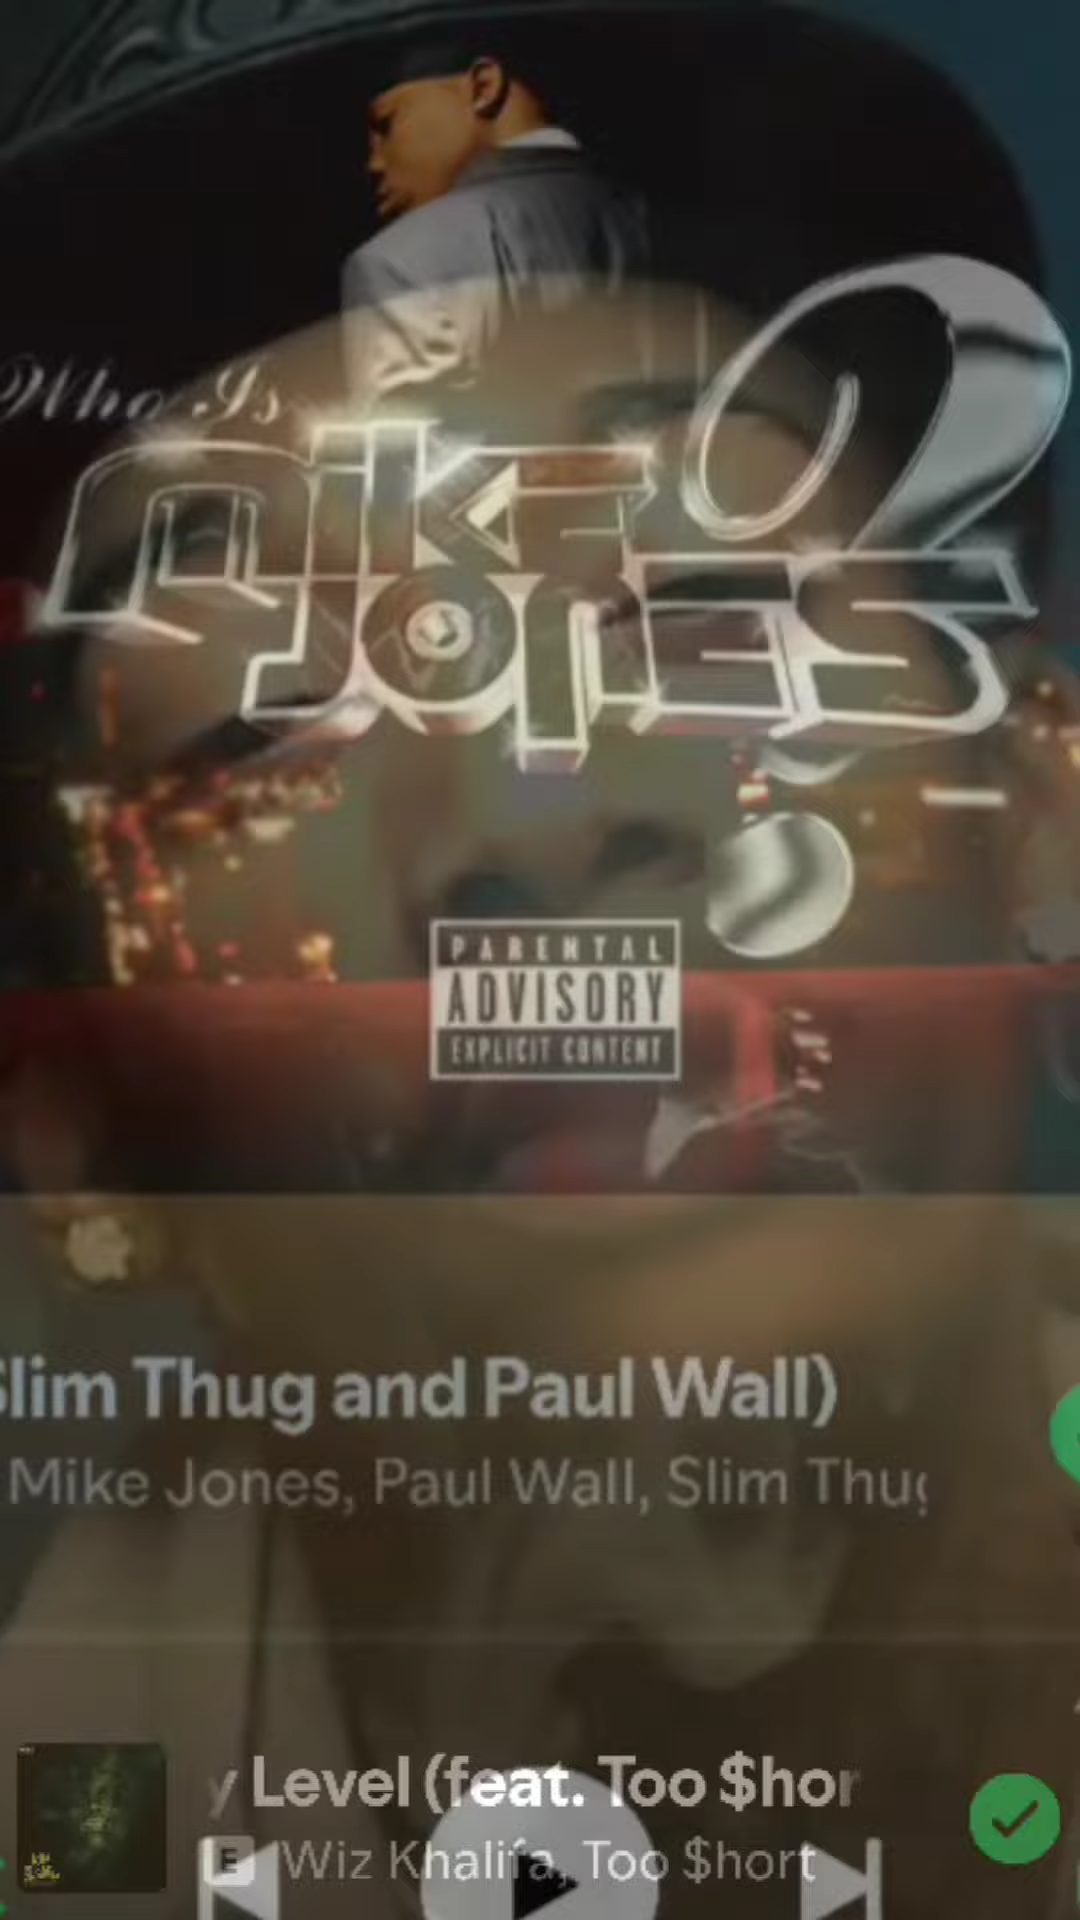 Who Is
MIKE
JONES
?
PARENTAL
ADVISORY
EXPLICIT CONTENT
Slim Thug and Paul Wall)
Mike Jones, Paul Wall, Slim Thug
y Level (feat. Too $hor
E Wiz Khalifa, Too $hort